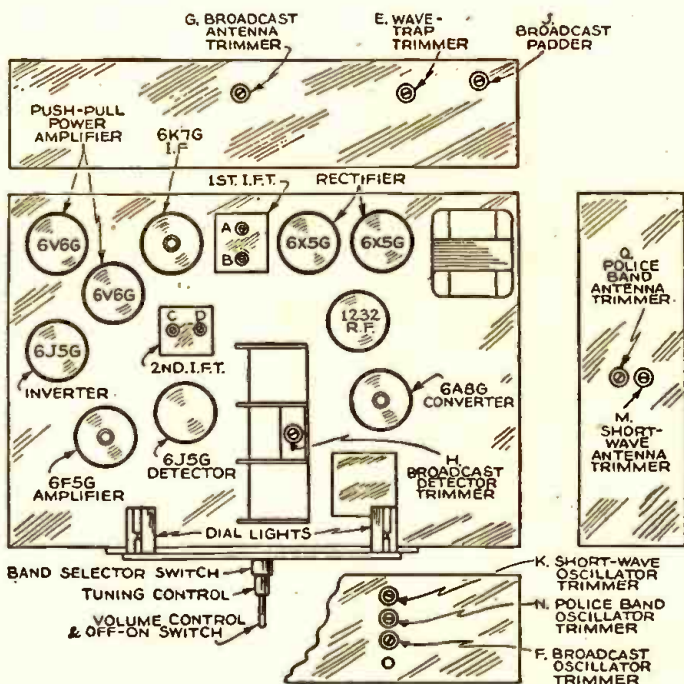 G. BROADCAST
ANTENNA
TRIMMER
E. WAVE-
TRAP
TRIMMER
J.
BROADCAST
PADDER
PUSH-PULL
POWER
AMPLIFIER
6K7G
I.F.
1ST. I.F.T.
RECTIFIER
6V6G
A
B
6X5G
6X5G
6V6G
C D
1232
R.F.
6J5G
2ND. I.F.T.
INVERTER
6A8G
CONVERTER
6F5G
AMPLIFIER
6J5G
DETECTOR
H.
BROADCAST
DETECTOR
TRIMMER
Q.
POLICE
BAND
ANTENNA
TRIMMER
M.
SHORT-
WAVE
ANTENNA
TRIMMER
DIAL LIGHTS
BAND SELECTOR SWITCH
TUNING CONTROL
VOLUME CONTROL
& OFF-ON SWITCH
K. SHORT-WAVE
OSCILLATOR
TRIMMER
N. POLICE BAND
OSCILLATOR
TRIMMER
F. BROADCAST
OSCILLATOR
TRIMMER